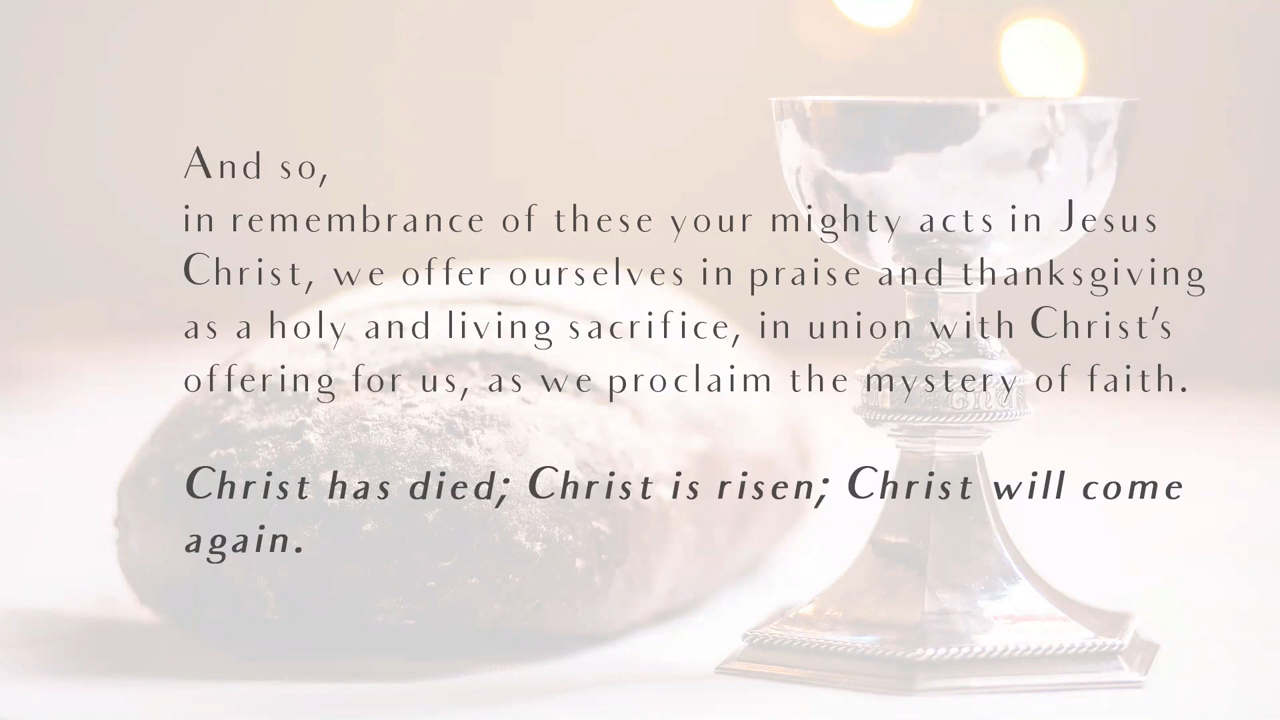 And so,
in remembrance of these your mighty acts in Jesus
Christ, we offer ourselves in praise and thanksgiving
as a holy and living sacrifice, in union with Christ's
offering for us, as we proclaim the mystery of faith.
Christ has died; Christ is risen; Christ will come
again.